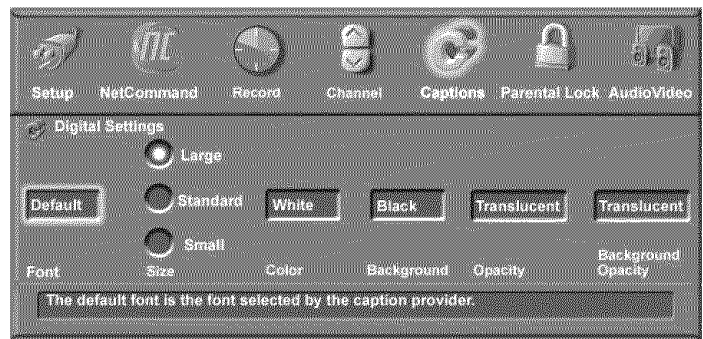 Setup NetCommand Record Channel Captions Parental Lock AudioVideo
Digital Settings
Large
Default Standard White Black Translucent Translucent
Small
Font Size Color Background Opacity Background Opacity
The default font is the font selected by the caption provider.